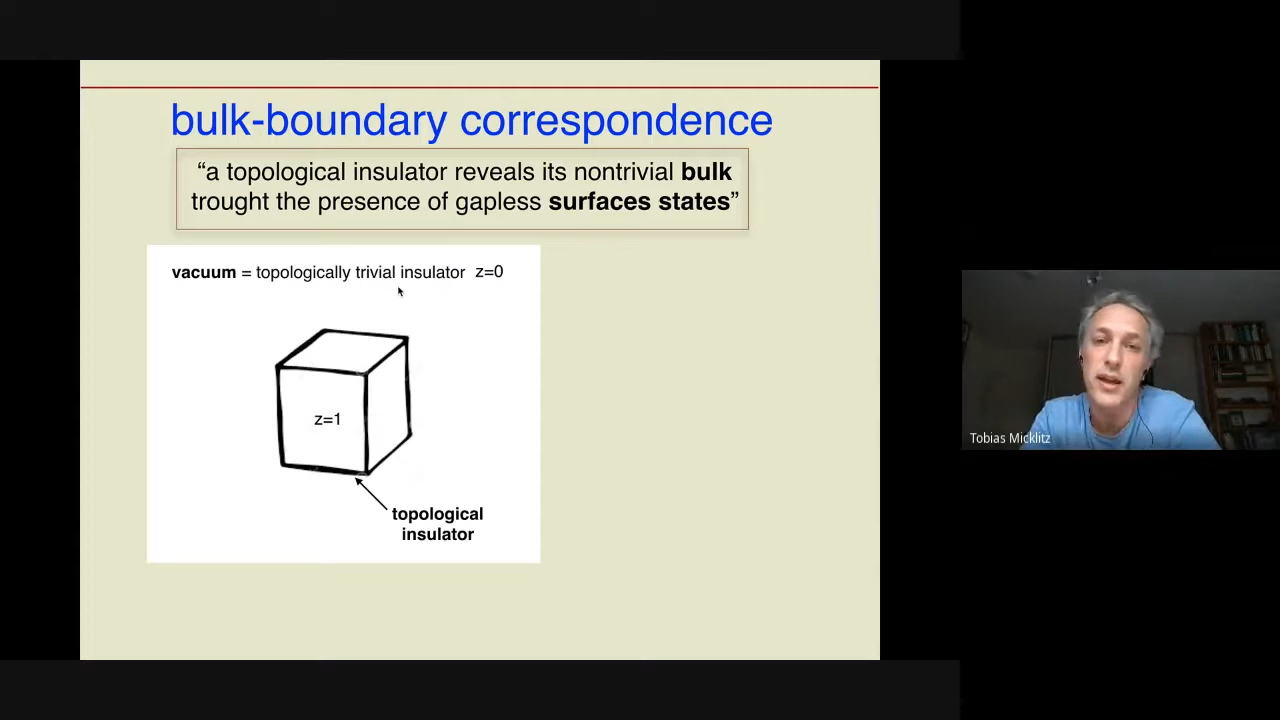 bulk-boundary correspondence
“a topological insulator reveals its nontrivial bulk
trought the presence of gapless surfaces states”
vacuum = topologically trivial insulator z=0
z=1
topological
insulator
Tobias Micklitz